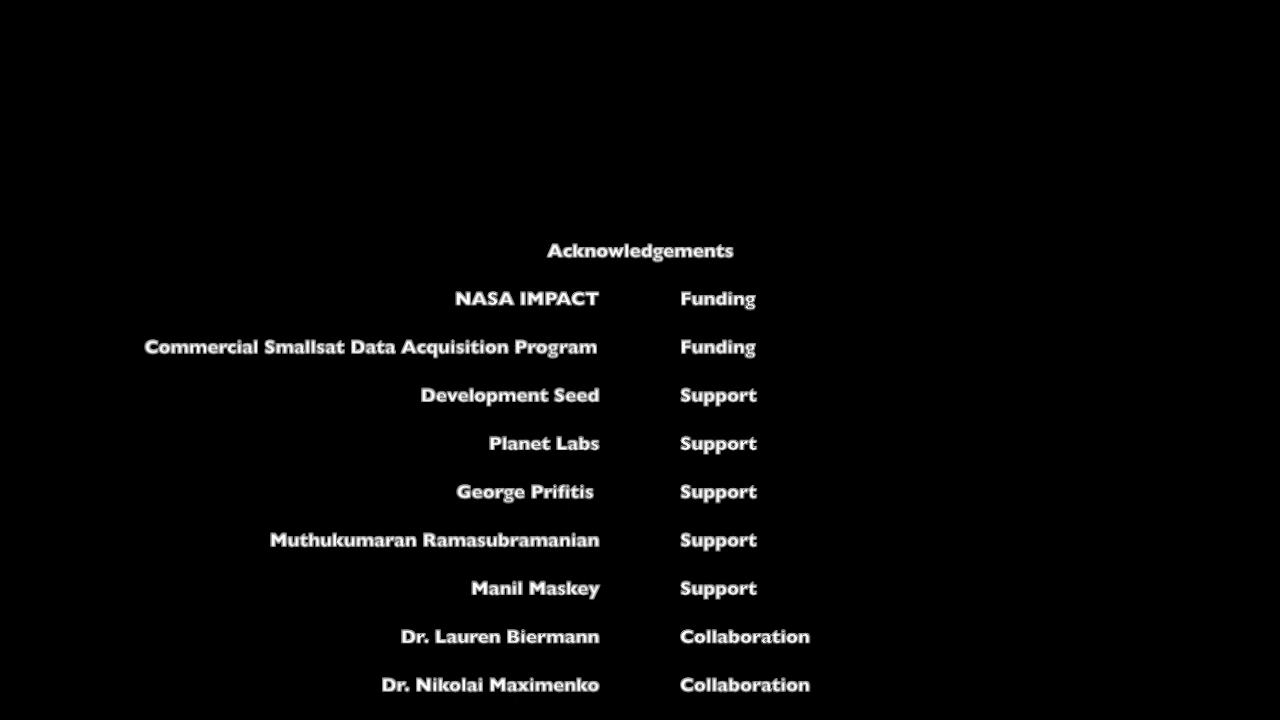 Acknowledgements
NASA IMPACT Funding
Commercial Smallsat Data Acquisition Program Funding
Development Seed Support
Planet Labs Support
George Prifitis Support
Muthukumaran Ramasubramanian Support
Manil Maskey Support
Dr. Lauren Biermann Collaboration
Dr. Nikolai Maximenko Collaboration